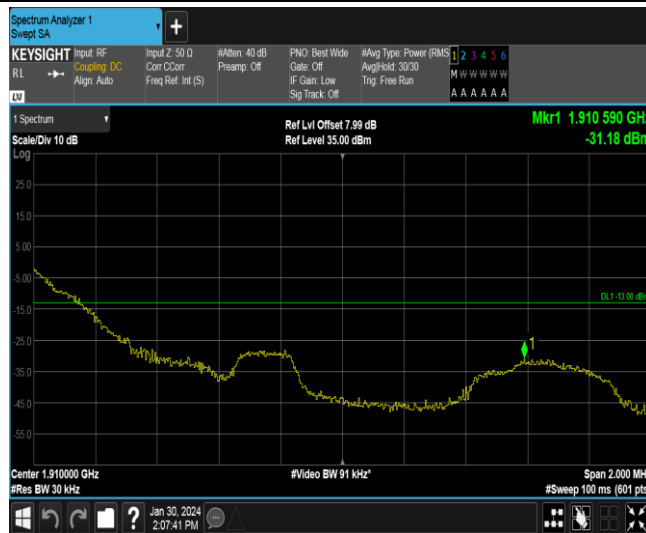 Spectrum Analyzer 1
Swept SA
+
KEYSIGHT
RL
LXI
Input: RF
Coupling: DC
Align: Auto
Input Z: 50 Ω
Corr CCorr
Freq Ref: Int (S)
#Atten: 40 dB
Preamp: Off
PNO: Best Wide
Gate: Off
IF Gain: Low
Sig Track: Off
#Avg Type: Power (RMS
Avg|Hold: 30/30
Trig: Free Run
1 2 3 4 5 6
M W W W W W
A A A A A A
1 Spectrum
Scale/Div 10 dB
Log
Ref Lvl Offset 7.99 dB
Ref Level 35.00 dBm
Mkr1 1.910 590 GHz
-31.18 dBm
25.0
15.0
5.00
-5.00
-15.0
-25.0
-35.0
-45.0
-55.0
DL1 -13.00 dBm
1
Center 1.910000 GHz
#Res BW 30 kHz
#Video BW 91 kHz*
Span 2.000 MH
#Sweep 100 ms (601 pts
?
Jan 30, 2024
2:07:41 PM